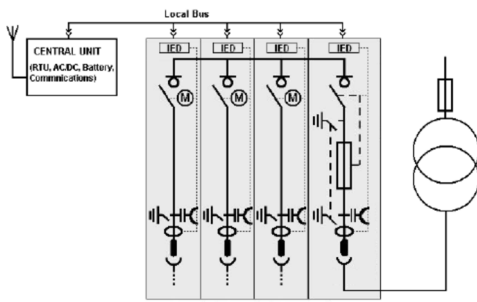 Local Bus
CENTRAL UNIT
(RTU, AC/DC, Battery,
Commnications)
IED
IED
IED
IED
M
M
M